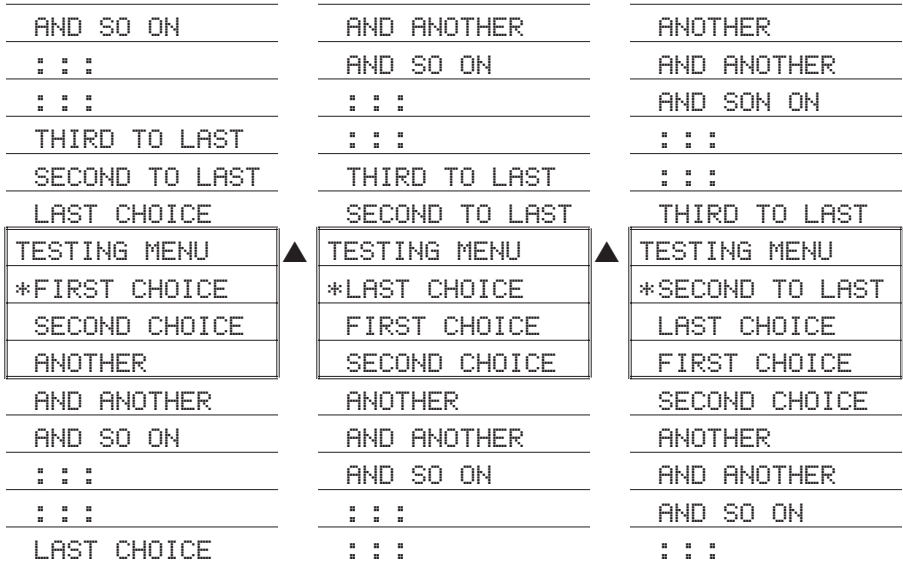 AND SO ON
: : :
: : :
THIRD TO LAST
SECOND TO LAST
LAST CHOICE
TESTING MENU
*FIRST CHOICE
SECOND CHOICE
ANOTHER
AND ANOTHER
AND SO ON
: : :
: : :
LAST CHOICE
▲
AND ANOTHER
AND SO ON
: : :
: : :
THIRD TO LAST
SECOND TO LAST
TESTING MENU
*LAST CHOICE
FIRST CHOICE
SECOND CHOICE
ANOTHER
AND ANOTHER
AND SO ON
: : :
: : :
▲
ANOTHER
AND ANOTHER
AND SON ON
: : :
: : :
THIRD TO LAST
TESTING MENU
*SECOND TO LAST
LAST CHOICE
FIRST CHOICE
SECOND CHOICE
ANOTHER
AND ANOTHER
AND SO ON
: : :